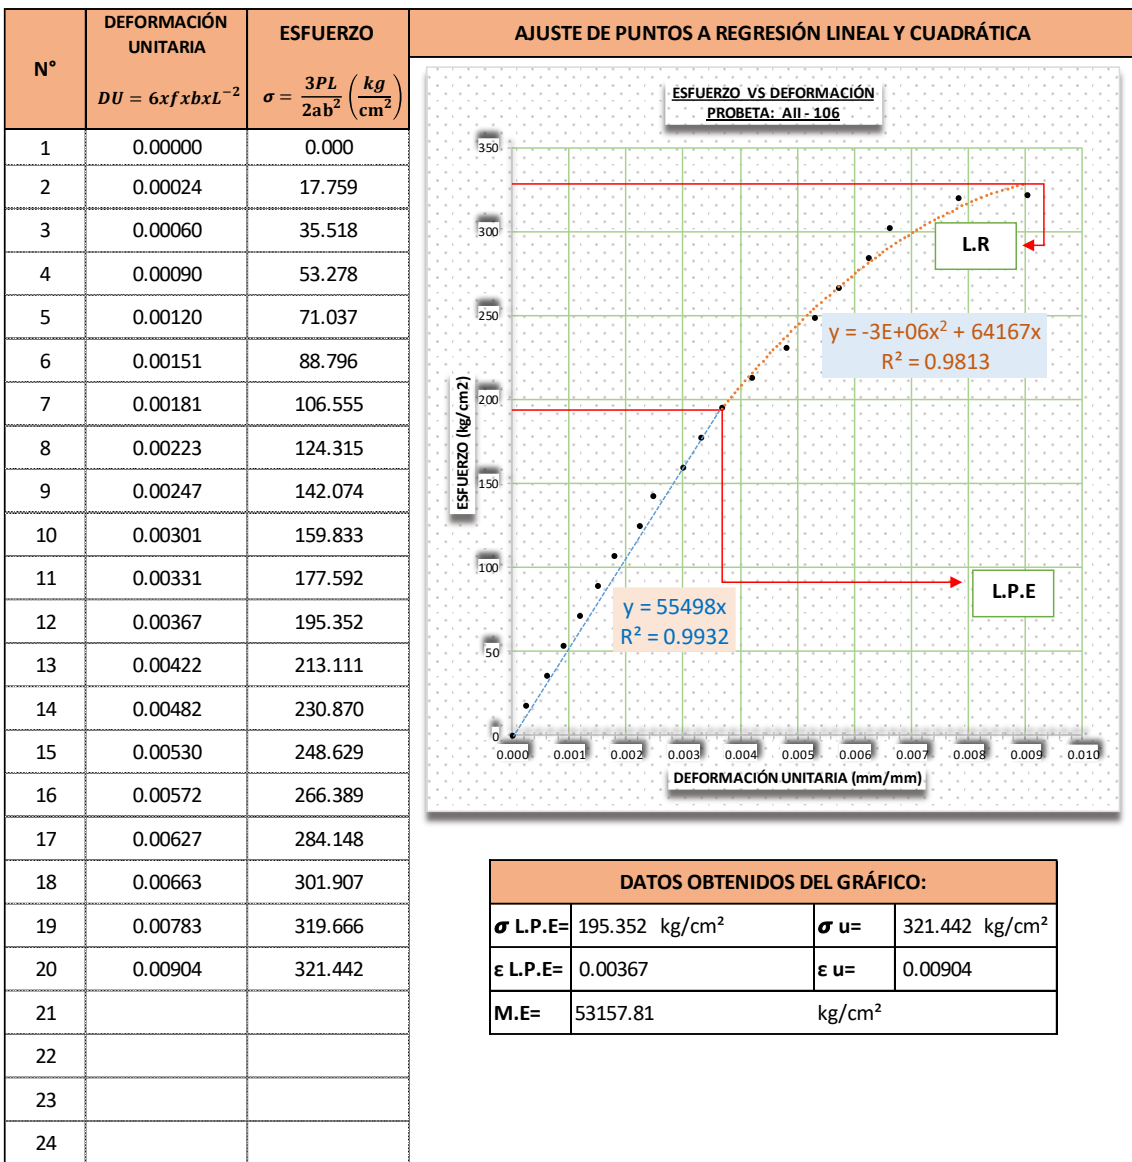 N°
DEFORMACIÓN UNITARIA
DU = 6xfxbxL⁻²
ESFUERZO
σ = 3PL/2ab² (kg/cm²)
AJUSTE DE PUNTOS A REGRESIÓN LINEAL Y CUADRÁTICA
1 0.00000 0.000
2 0.00024 17.759
3 0.00060 35.518
4 0.00090 53.278
5 0.00120 71.037
6 0.00151 88.796
7 0.00181 106.555
8 0.00223 124.315
9 0.00247 142.074
10 0.00301 159.833
11 0.00331 177.592
12 0.00367 195.352
13 0.00422 213.111
14 0.00482 230.870
15 0.00530 248.629
16 0.00572 266.389
17 0.00627 284.148
18 0.00663 301.907
19 0.00783 319.666
20 0.00904 321.442
21
22
23
24
ESFUERZO VS DEFORMACIÓN
PROBETA: AII - 106
350
300
250
200
150
100
50
0
ESFUERZO (kg/cm2)
L.R
y = -3E+06x² + 64167x
R² = 0.9813
L.P.E
y = 55498x
R² = 0.9932
0.000 0.001 0.002 0.003 0.004 0.005 0.006 0.007 0.008 0.009 0.010
DEFORMACIÓN UNITARIA (mm/mm)
DATOS OBTENIDOS DEL GRÁFICO:
σ L.P.E= 195.352 kg/cm² σ u= 321.442 kg/cm²
ε L.P.E= 0.00367 ε u= 0.00904
M.E= 53157.81 kg/cm²